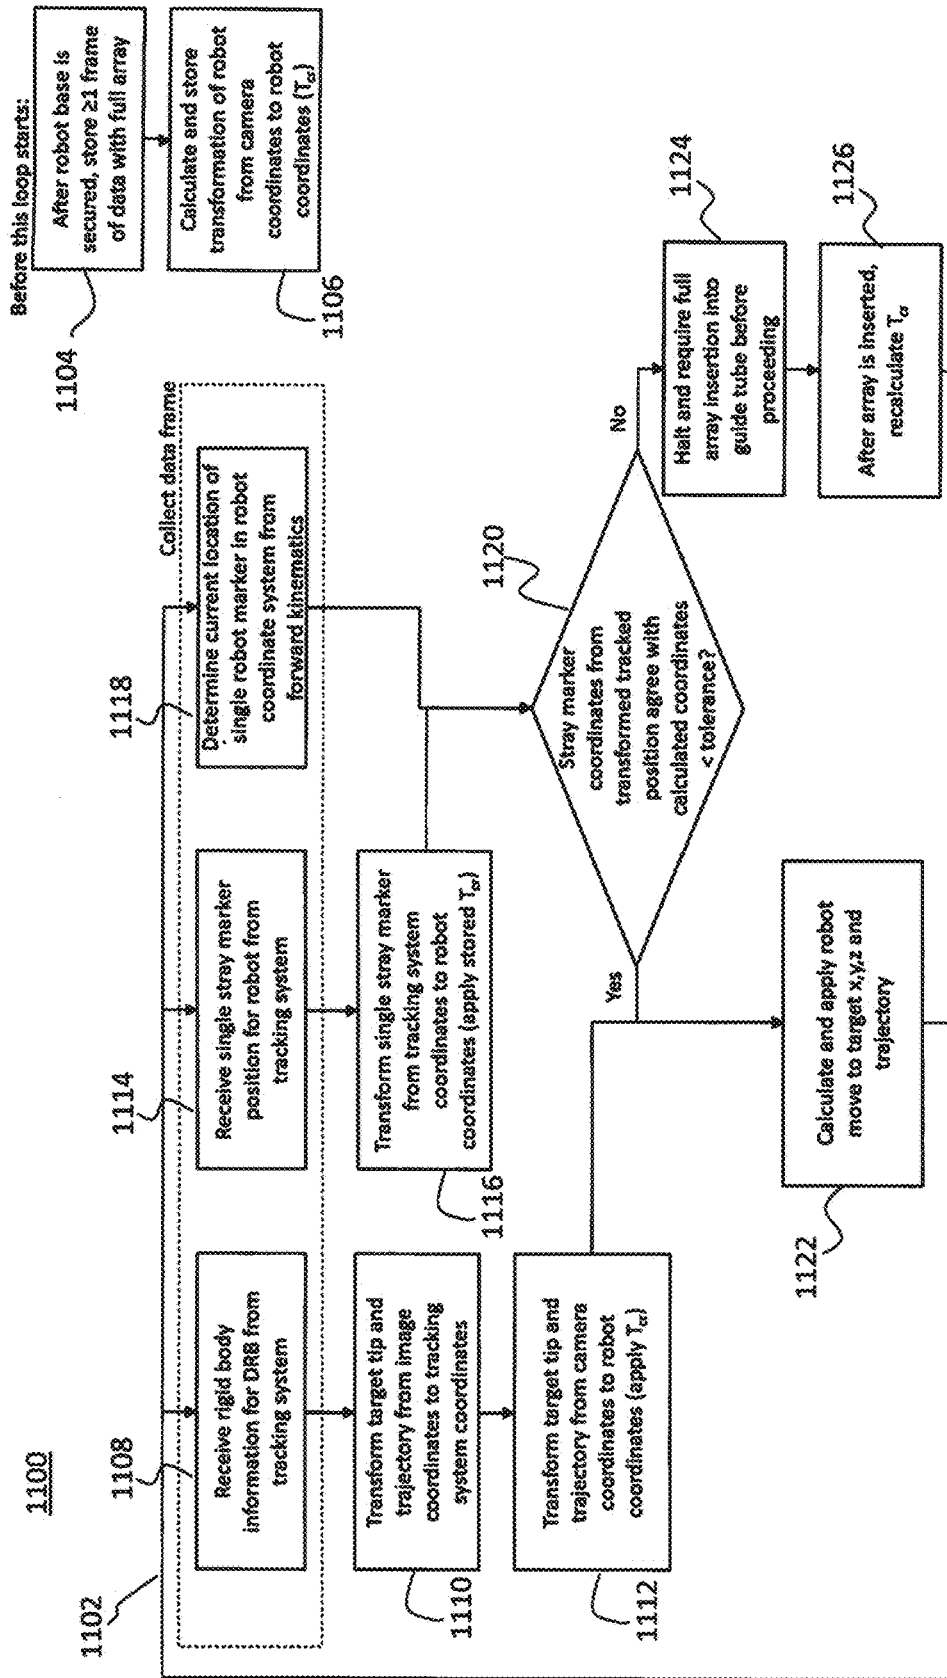 1100
Before this loop starts:
1104
After robot base is
secured, store ≥1 frame
of data with full array
1106
Calculate and store
transformation of robot
from camera
coordinates to robot
coordinates (Tcr)
1102
Collect data frame
1108
Receive rigid body
information for DRB from
tracking system
1114
Receive single stray marker
position for robot from
tracking system
1118
Determine current location of
single robot marker in robot
coordinate system from
forward kinematics
1110
Transform target tip and
trajectory from image
coordinates to tracking
system coordinates
1116
Transform single stray marker
from tracking system
coordinates to robot
coordinates (apply stored Tcr)
1112
Transform target tip and
trajectory from camera
coordinates to robot
coordinates (apply Tcr)
1120
Stray marker
coordinates from
transformed tracked
position agree with
calculated coordinates
< tolerance?
Yes
No
1122
Calculate and apply robot
move to target x,y,z and
trajectory
1124
Halt and require full
array insertion into
guide tube before
proceeding
1126
After array is inserted,
recalculate Tcr